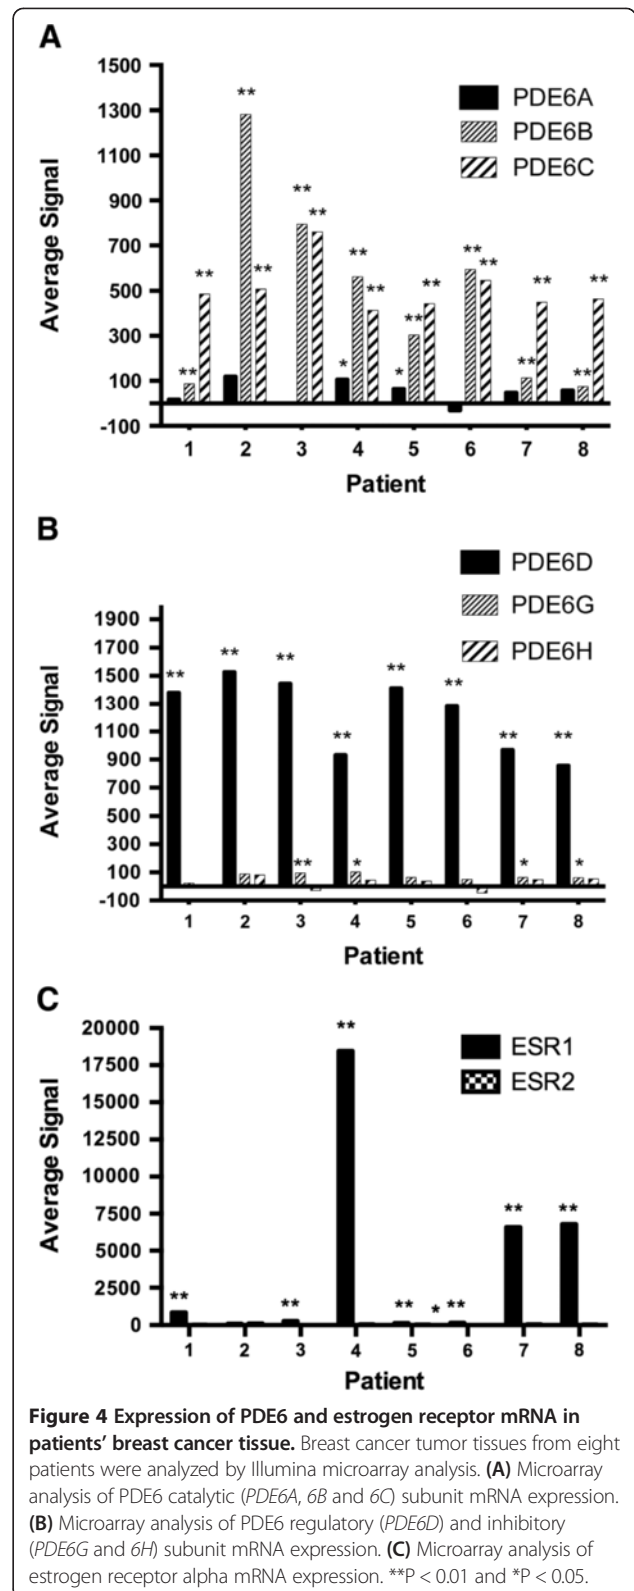 A
1500
1300
1100
900
700
500
300
100
-100
Average Signal
PDE6A
PDE6B
PDE6C
** ** ** ** ** ** * ** ** * ** ** ** ** ** ** ** **
1 2 3 4 5 6 7 8
Patient
B
1900
1700
1500
1300
1100
900
700
500
300
100
-100
Average Signal
PDE6D
PDE6G
PDE6H
** ** ** ** ** ** ** **
** * * *
1 2 3 4 5 6 7 8
Patient
C
20000
17500
15000
12500
10000
7500
5000
2500
0
Average Signal
ESR1
ESR2
** ** ** ** * ** ** **
1 2 3 4 5 6 7 8
Patient
Figure 4 Expression of PDE6 and estrogen receptor mRNA in
patients’ breast cancer tissue. Breast cancer tumor tissues from eight
patients were analyzed by Illumina microarray analysis. (A) Microarray
analysis of PDE6 catalytic (PDE6A, 6B and 6C) subunit mRNA expression.
(B) Microarray analysis of PDE6 regulatory (PDE6D) and inhibitory
(PDE6G and 6H) subunit mRNA expression. (C) Microarray analysis of
estrogen receptor alpha mRNA expression. **P < 0.01 and *P < 0.05.